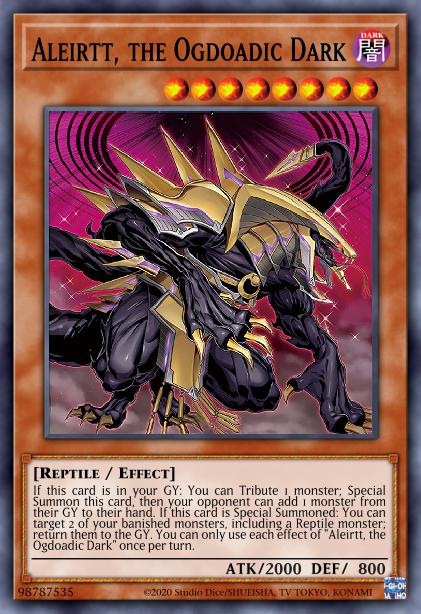 ALEIRTT, THE OGDOADIC DARK
DARK
闇
[REPTILE / EFFECT]
If this card is in your GY: You can Tribute 1 monster; Special
Summon this card, then your opponent can add 1 monster from
their GY to their hand. If this card is Special Summoned: You can
target 2 of your banished monsters, including a Reptile monster;
return them to the GY. You can only use each effect of "Aleirtt, the
Ogdoadic Dark" once per turn.
ATK/2000 DEF/ 800
98787535
©2020 Studio Dice/SHUEISHA, TV TOKYO, KONAMI